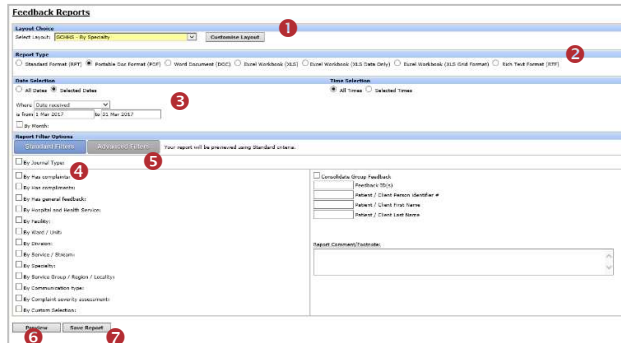 Feedback Reports
Layout Choice
Select Layout: GCHHS - By Specialty Customise Layout
1
Report Type
2
Standard Format (RPT) Portable Doc Format (PDF) Word Document (DOC) Excel Workbook (XLS) Excel Workbook (XLS Data Only) Excel Workbook (XLS Grid Format) Rich Text Format (RTF)
Date Selection Time Selection
All Dates Selected Dates All Times Selected Times
3
Where Date received
is from 1 Mar 2017 to 31 Mar 2017
By Month:
Report Filter Options
Standard Filters Advanced Filters Your report will be previewed using Standard criteria.
5
By Journal Type:
4
By Has complaints: Consolidate Group Feedback
By Has compliments: Feedback ID(s)
By Has general feedback: Patient / Client Person Identifier #
By Hospital and Health Service: Patient / Client First Name
By Facility: Patient / Client Last Name
By Ward / Unit:
By Division: Report Comment/Footnote:
By Service / Stream:
By Specialty:
By Service Group / Region / Locality:
By Communication type:
By Complaint severity assessment:
By Custom Selection:
Preview Save Report
6 7